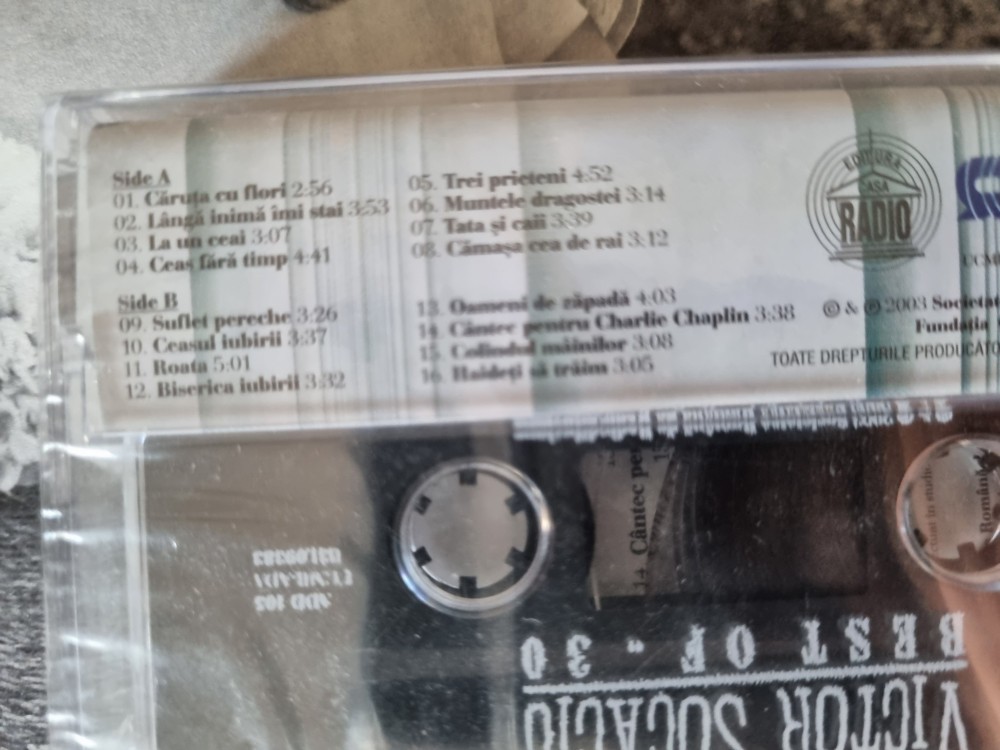 Side A
01. Căruța cu flori 2:56
02. Lângă inimă îmi stai 3:53
03. La un ceai 3:07
04. Ceas fără timp 4:41
05. Trei prieteni 4:52
06. Muntele dragostei 3:14
07. Tata și caii 3:39
08. Cămașa cea de rai 3:12
Side B
09. Suflet pereche 3:26
10. Ceasul iubirii 3:37
11. Roata 5:01
12. Biserica iubirii 3:32
13. Oameni de zăpadă 4:03
14. Cântec pentru Charlie Chaplin 3:38
15. Colindul mâinilor 3:08
16. Haideți să trăim 3:05
EDITURA
CASA
RADIO
© & ℗ 2003 Societa
Fundația
TOATE DREPTURILE
14. Cântec
BEST OF - 30
VICTOR SOCACIU